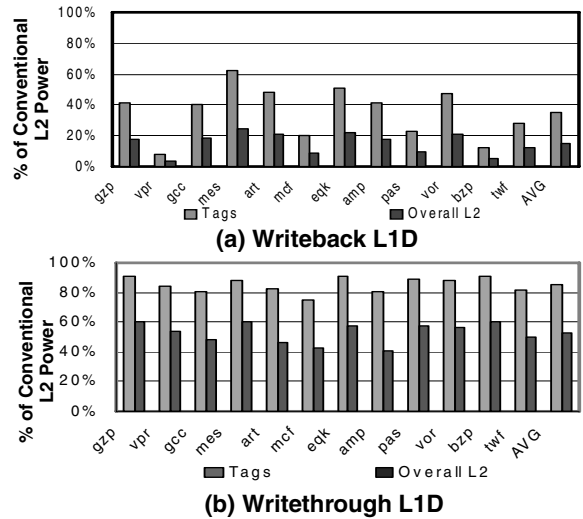 100%
80%
60%
40%
20%
0%
% of Conventional
L2 Power
gzp vpr gcc mes art mcf eqk amp pas vor bzp twf AVG
Tags Overall L2
(a) Writeback L1D
100%
80%
60%
40%
20%
0%
% of Conventional
L2 Power
gzp vpr gcc mes art mcf eqk amp pas vor bzp twf AVG
Tags Overall L2
(b) Writethrough L1D